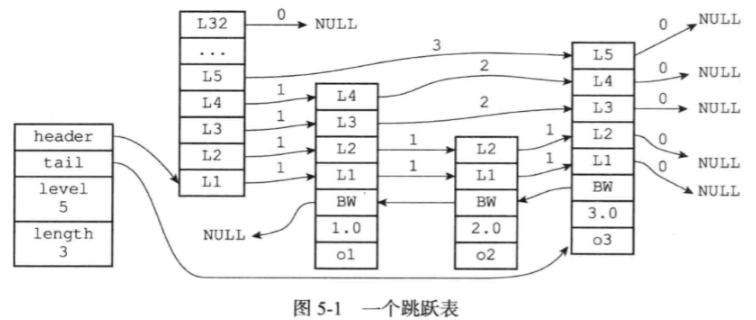 header
tail
level
5
length
3
L32
...
L5
L4
L3
L2
L1
0
NULL
3
1
1
1
1
NULL
L4
L3
L2
L1
BW
1.0
o1
2
2
1
1
L2
L1
BW
2.0
o2
1
1
L5
L4
L3
L2
L1
BW
3.0
o3
0
NULL
0
NULL
0
NULL
0
NULL
0
NULL
图 5-1 一个跳跃表